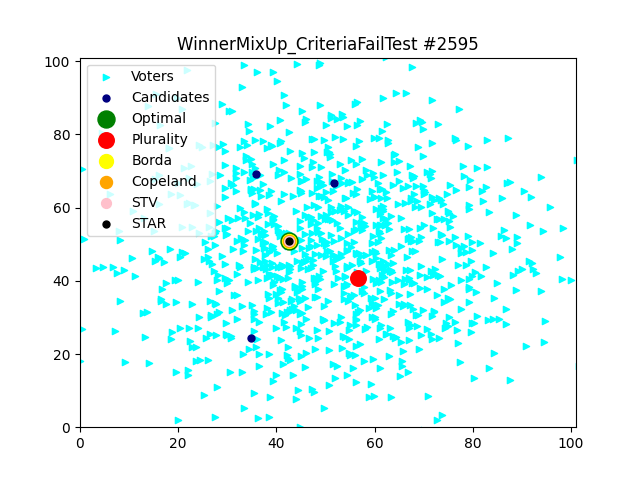 WinnerMixUp_CriteriaFailTest #2595
100
80
60
40
20
0
Voters
Candidates
Optimal
Plurality
Borda
Copeland
STV
STAR
0 20 40 60 80 100